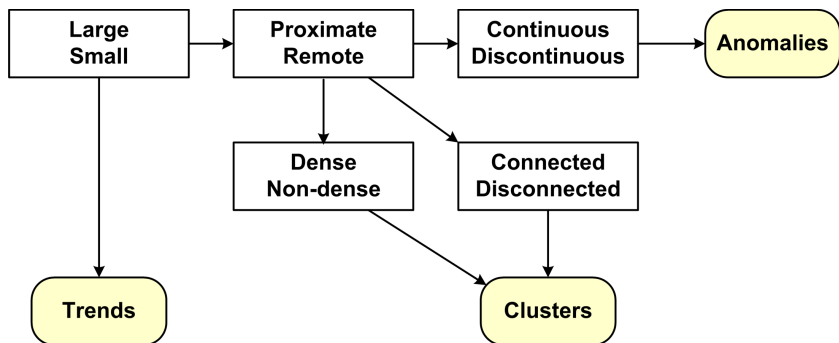 Large
Small
Proximate
Remote
Continuous
Discontinuous
Anomalies
Dense
Non-dense
Connected
Disconnected
Trends
Clusters